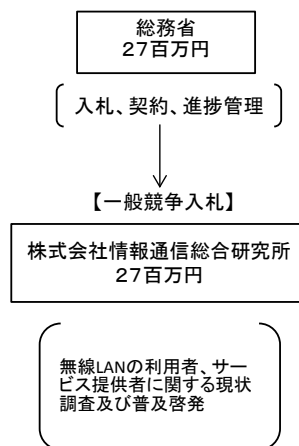 総務省
27百万円
入札、契約、進捗管理
【一般競争入札】
株式会社情報通信総合研究所
27百万円
無線LANの利用者、サー
ビス提供者に関する現状
調査及び普及啓発